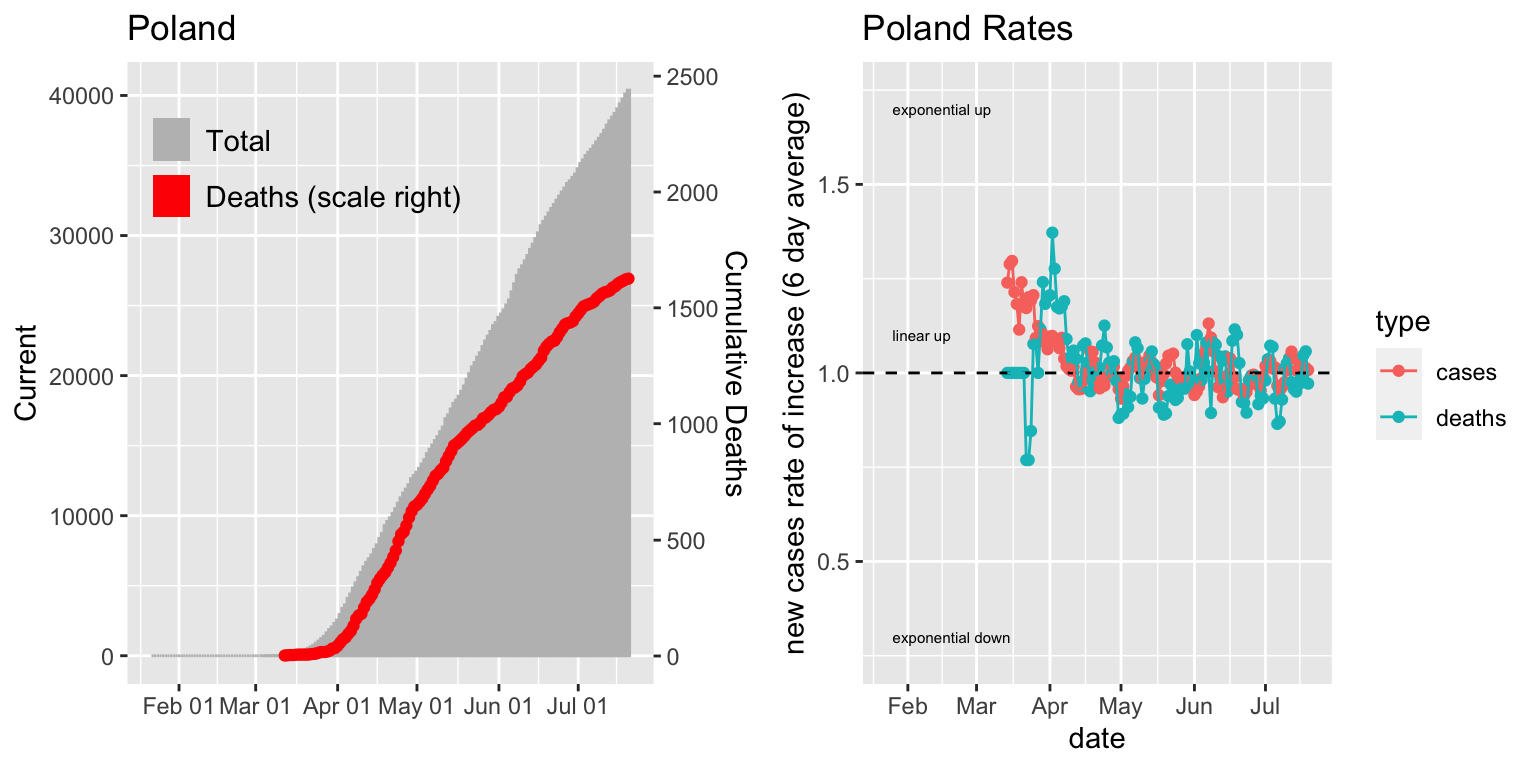 Poland
Current
40000
30000
20000
10000
0
Total
Deaths (scale right)
2500
2000
1500
1000
500
0
Cumulative Deaths
Feb 01 Mar 01 Apr 01 May 01 Jun 01 Jul 01
Poland Rates
new cases rate of increase (6 day average)
1.5
1.0
0.5
exponential up
linear up
exponential down
Feb Mar Apr May Jun Jul
date
type
cases
deaths